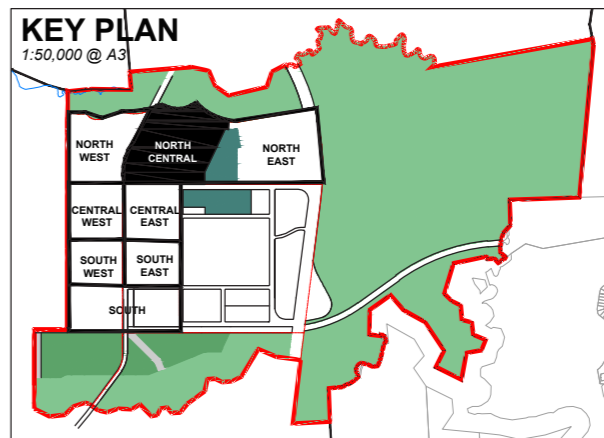 KEY PLAN
1:50,000 @ A3
NORTH
WEST
NORTH
CENTRAL
NORTH
EAST
CENTRAL
WEST
CENTRAL
EAST
SOUTH
WEST
SOUTH
EAST
SOUTH